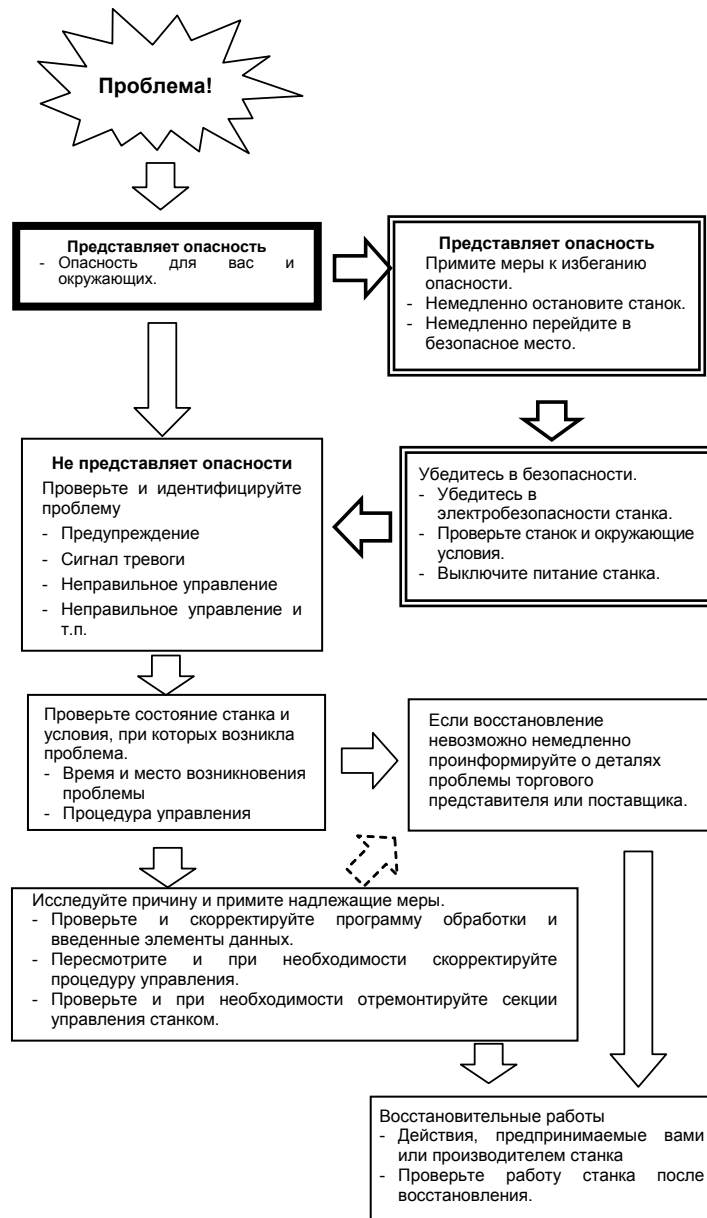 Проблема!
Представляет опасность
- Опасность для вас и
окружающих.
Представляет опасность
Примите меры к избеганию
опасности.
- Немедленно остановите станок.
- Немедленно перейдите в
безопасное место.
Не представляет опасности
Проверьте и идентифицируйте
проблему
- Предупреждение
- Сигнал тревоги
- Неправильное управление
- Неправильное управление и
т.п.
Убедитесь в безопасности.
- Убедитесь в
электробезопасности станка.
- Проверьте станок и окружающие
условия.
- Выключите питание станка.
Проверьте состояние станка и
условия, при которых возникла
проблема.
- Время и место возникновения
проблемы
- Процедура управления
Если восстановление
невозможно немедленно
проинформируйте о деталях
проблемы торгового
представителя или поставщика.
Исследуйте причину и примите надлежащие меры.
- Проверьте и скорректируйте программу обработки и
введенные элементы данных.
- Пересмотрите и при необходимости скорректируйте
процедуру управления.
- Проверьте и при необходимости отремонтируйте секции
управления станком.
Восстановительные работы
- Действия, предпринимаемые вами
или производителем станка
- Проверьте работу станка после
восстановления.